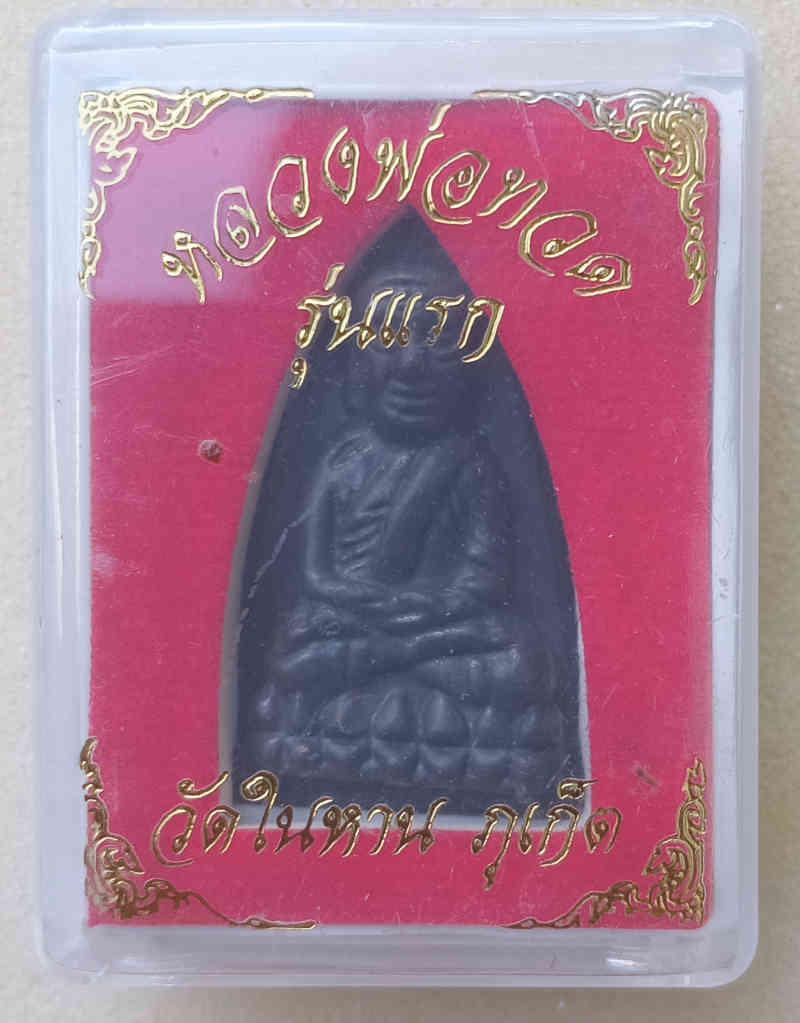 หลวงพ่อทวด
รุ่นแรก
วัดในหาน ภูเก็ต